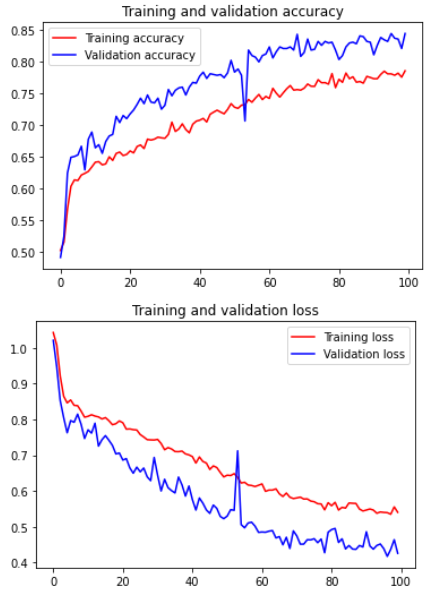 Training and validation accuracy
Training accuracy
Validation accuracy
0.85
0.80
0.75
0.70
0.65
0.60
0.55
0.50
0 20 40 60 80 100
Training and validation loss
Training loss
Validation loss
1.0
0.9
0.8
0.7
0.6
0.5
0.4
0 20 40 60 80 100